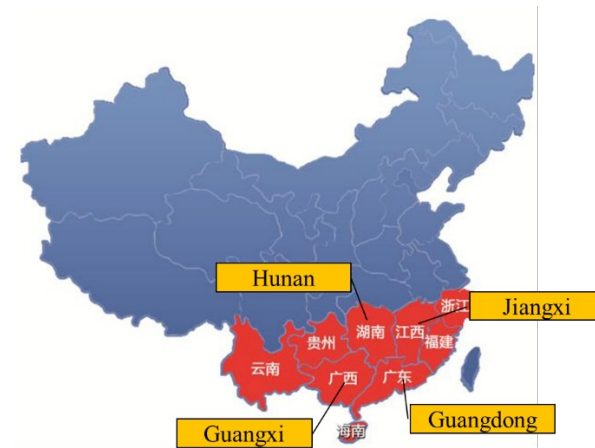 Hunan
浙江
Jiangxi
湖南
江西
贵州
福建
云南
广西
广东
Guangdong
Guangxi
海南